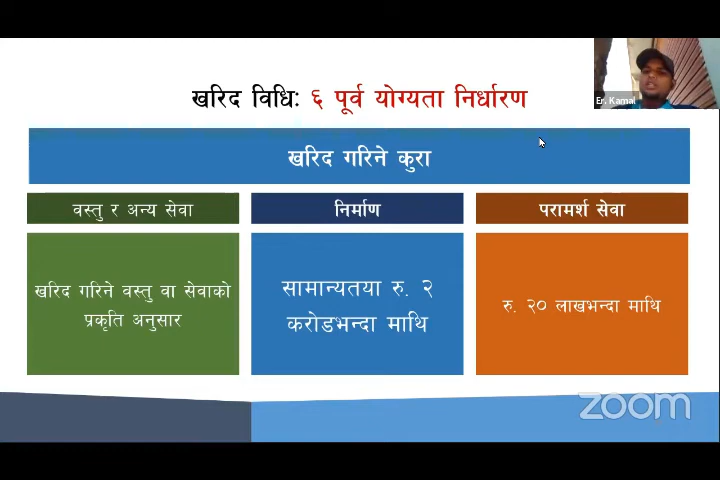 खरिद विधि: ६ पूर्व योग्यता निर्धारण
Er. Kamal
खरिद गरिने कुरा
वस्तु र अन्य सेवा
निर्माण
परामर्श सेवा
खरिद गरिने वस्तु वा सेवाको
प्रकृति अनुसार
सामान्यतया रु. २
करोडभन्दा माथि
रु. २० लाखभन्दा माथि
zoom